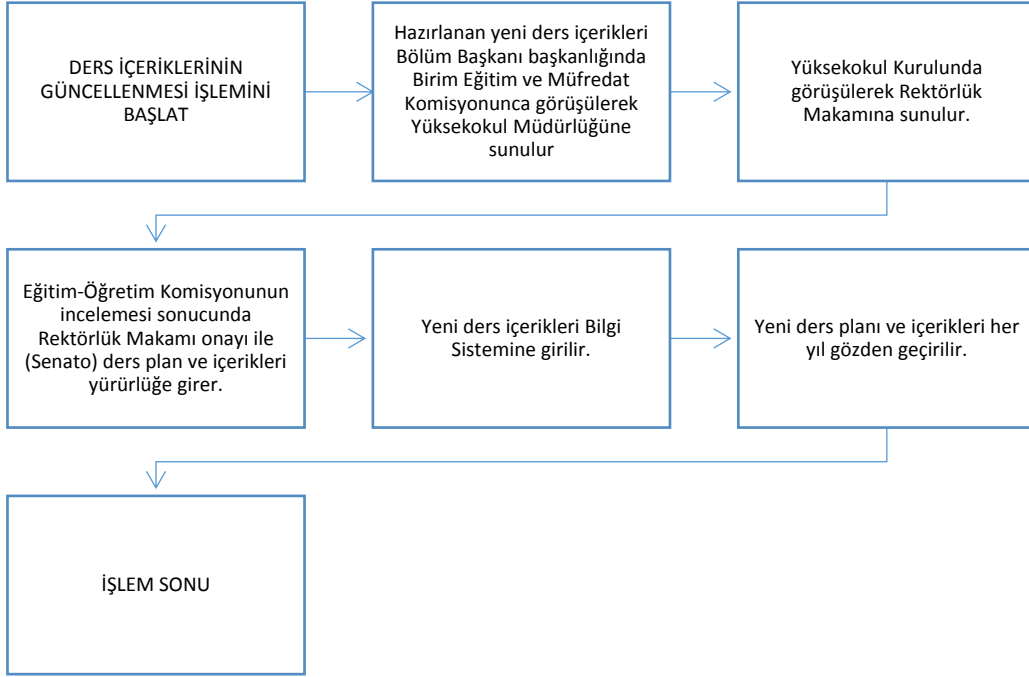 DERS İÇERİKLERİNİN
GÜNCELLENMESİ İŞLEMİNİ
BAŞLAT
Hazırlanan yeni ders içerikleri
Bölüm Başkanı başkanlığında
Birim Eğitim ve Müfredat
Komisyonunca görüşülerek
Yüksekokul Müdürlüğüne
sunulur
Yüksekokul Kurulunda
görüşülerek Rektörlük
Makamına sunulur.
Eğitim-Öğretim Komisyonunun
incelemesi sonucunda
Rektörlük Makamı onayı ile
(Senato) ders plan ve içerikleri
yürürlüğe girer.
Yeni ders içerikleri Bilgi
Sistemine girilir.
Yeni ders planı ve içerikleri her
yıl gözden geçirilir.
İŞLEM SONU